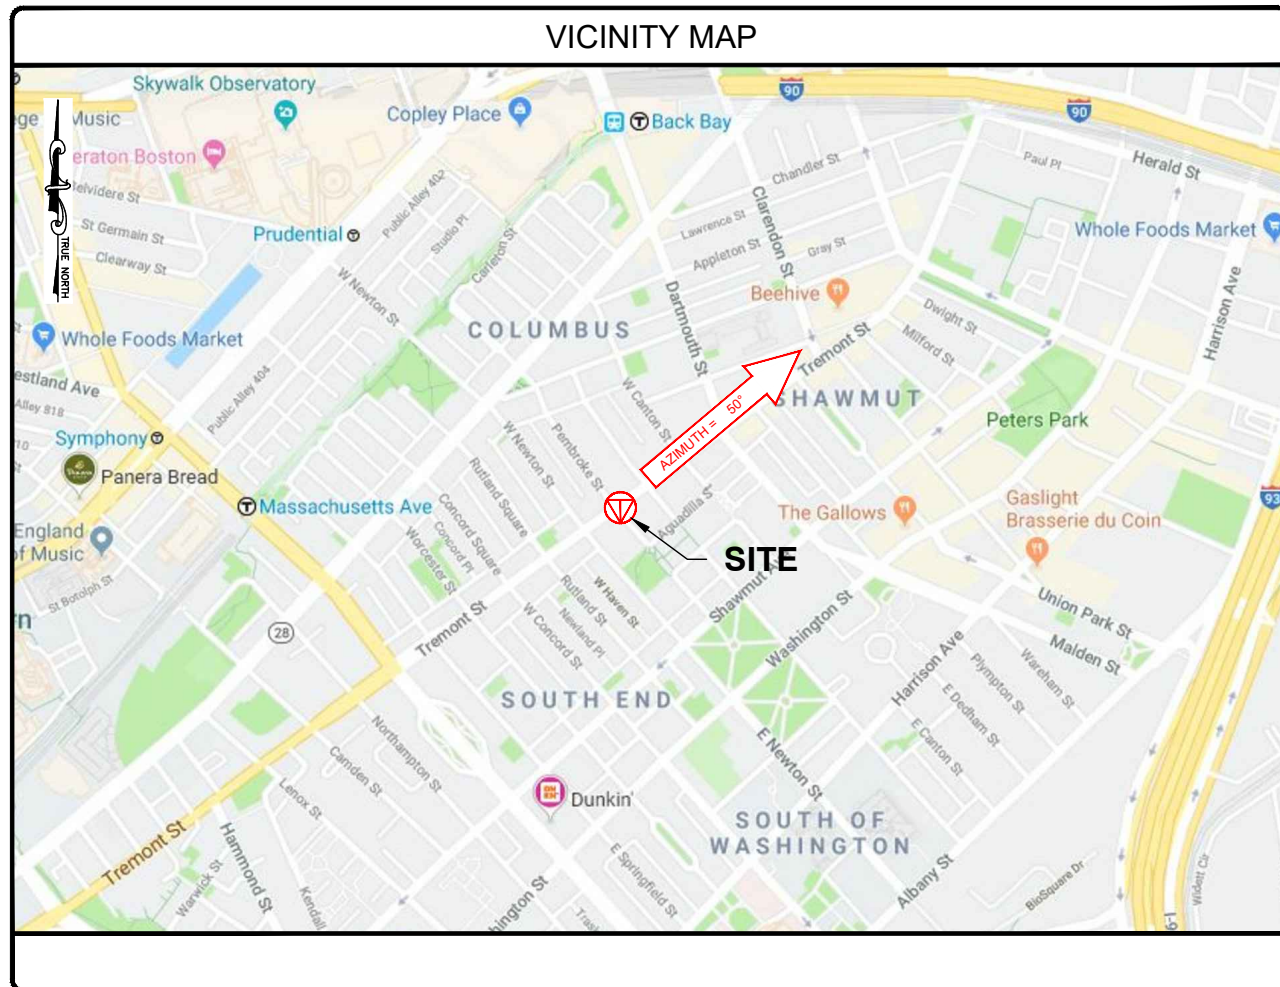 VICINITY MAP
Skywalk Observatory
Copley Place
Back Bay
90
90
ege
Music
eraton Boston
Belvidere St
St Germain St
Clearway St
TRUE NORTH
Prudential
Public Alley 402
Studio Pl
Carleton St
W Newton St
Chandler St
Clarendon St
Lawrence St
Appleton St
Gray St
Paul Pl
Herald St
Whole Foods Market
Harrison Ave
Beehive
Dartmouth St
COLUMBUS
Whole Foods Market
Tremont St
Dwight St
Milford St
estland Ave
Alley 818
Public Alley 404
SHAWMUT
AZIMUTH = 50°
W Canton St
Peters Park
Symphony
Panera Bread
Massachusetts Ave
W Newton St
Pembroke St
Rutland Square
Concord Square
Concord Pl
Worcester St
Aguadilla S
The Gallows
Gaslight
Brasserie du Coin
93
England
of Music
St Botolph St
rn
28
SITE
Tremont St
W Haven St
Rutland St
Newland Pl
W Concord St
Shawmut A
Washington St
Union Park St
Malden St
SOUTH END
Harrison Ave
Wareham St
Plympton St
E Dedham St
E Canton St
E Newton St
Northampton St
Camden St
Lenox St
Dunkin'
SOUTH OF
WASHINGTON
Tremont St
Hammond St
Warwick St
Kendall
hington St
E Springfield St
Albany St
BioSquare Dr
Widett Cir